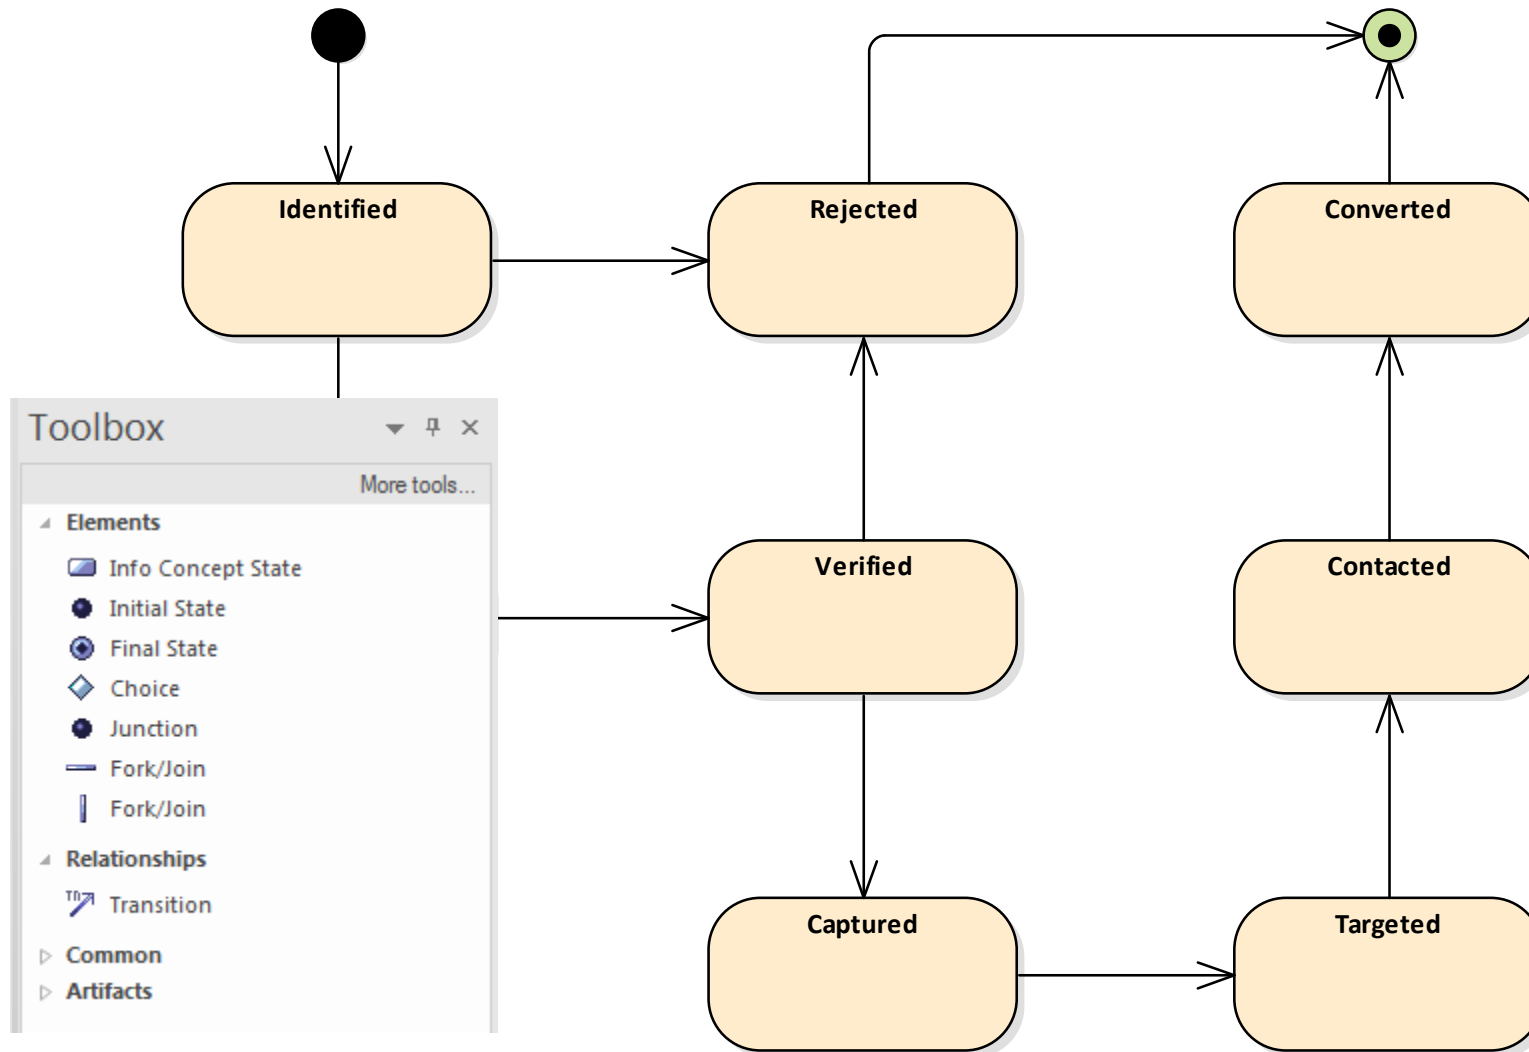 Identified
Rejected
Converted
Toolbox
More tools...
Elements
Info Concept State
Initial State
Final State
Choice
Junction
Fork/Join
Fork/Join
Relationships
Transition
Common
Artifacts
Verified
Contacted
Captured
Targeted